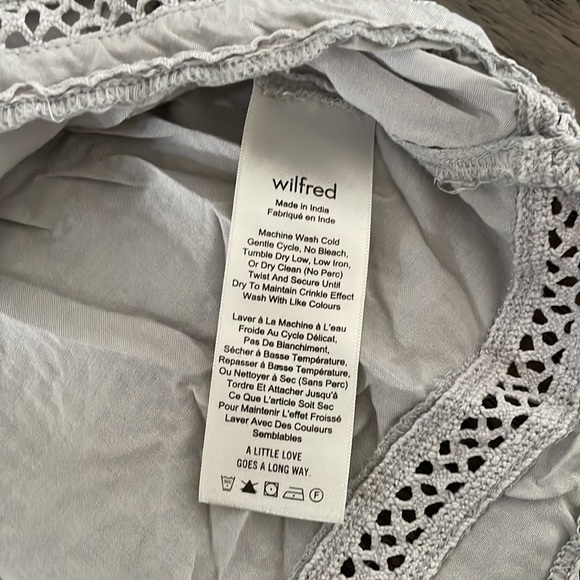 wilfred
Made in India
Fabriqué en Inde
Machine Wash Cold
Gentle Cycle, No Bleach,
Tumble Dry Low, Low Iron,
Or Dry Clean (No Perc)
Twist And Secure Until
Dry To Maintain Crinkle Effect
Wash With Like Colours
Laver à La Machine à L'eau
Froide Au Cycle Délicat,
Pas De Blanchiment,
Sécher à Basse Température,
Repasser à Basse Température,
Ou Nettoyer à Sec (Sans Perc)
Tordre Et Attacher Jusqu'à
Ce Que L'article Soit Sec
Pour Maintenir L'effet Froissé
Laver Avec Des Couleurs
Semblables
A LITTLE LOVE
GOES A LONG WAY.
F